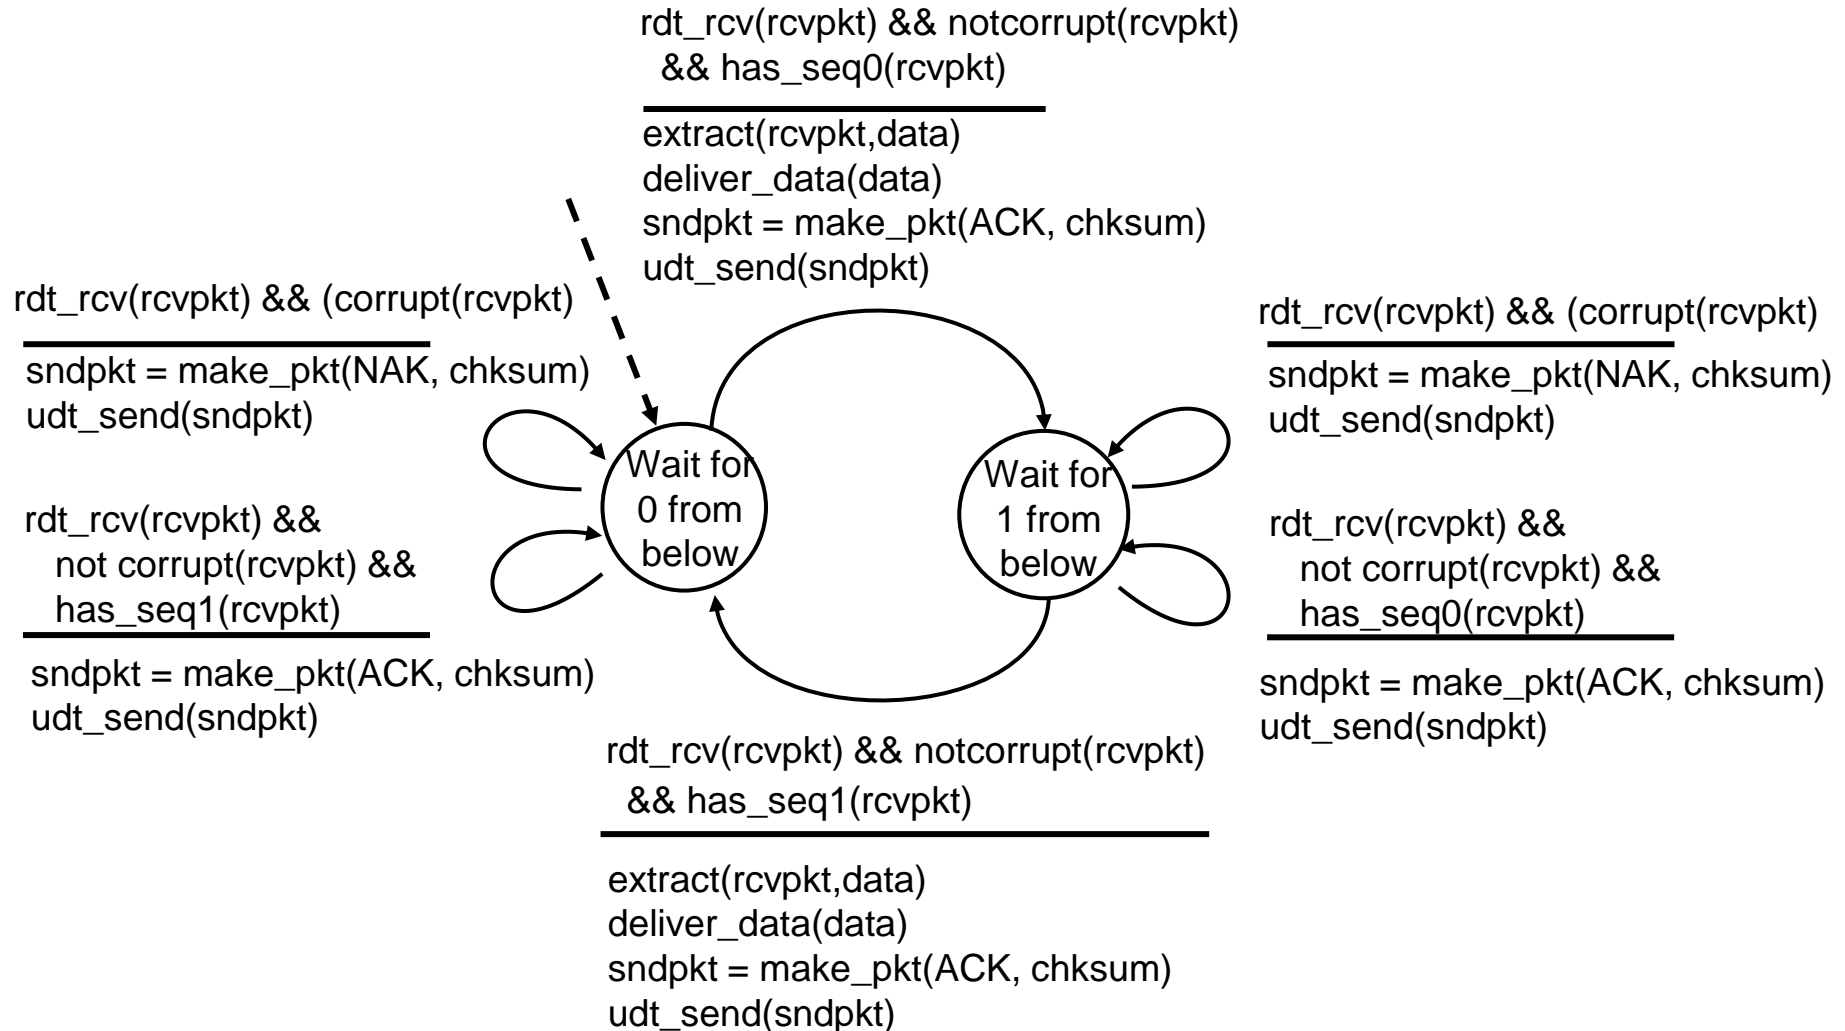 rdt_rcv(rcvpkt) && notcorrupt(rcvpkt)
&& has_seq0(rcvpkt)
extract(rcvpkt,data)
deliver_data(data)
sndpkt = make_pkt(ACK, chksum)
udt_send(sndpkt)
rdt_rcv(rcvpkt) && (corrupt(rcvpkt)
sndpkt = make_pkt(NAK, chksum)
udt_send(sndpkt)
rdt_rcv(rcvpkt) &&
not corrupt(rcvpkt) &&
has_seq1(rcvpkt)
sndpkt = make_pkt(ACK, chksum)
udt_send(sndpkt)
Wait for
0 from
below
Wait for
1 from
below
rdt_rcv(rcvpkt) && (corrupt(rcvpkt)
sndpkt = make_pkt(NAK, chksum)
udt_send(sndpkt)
rdt_rcv(rcvpkt) &&
not corrupt(rcvpkt) &&
has_seq0(rcvpkt)
sndpkt = make_pkt(ACK, chksum)
udt_send(sndpkt)
rdt_rcv(rcvpkt) && notcorrupt(rcvpkt)
&& has_seq1(rcvpkt)
extract(rcvpkt,data)
deliver_data(data)
sndpkt = make_pkt(ACK, chksum)
udt_send(sndpkt)